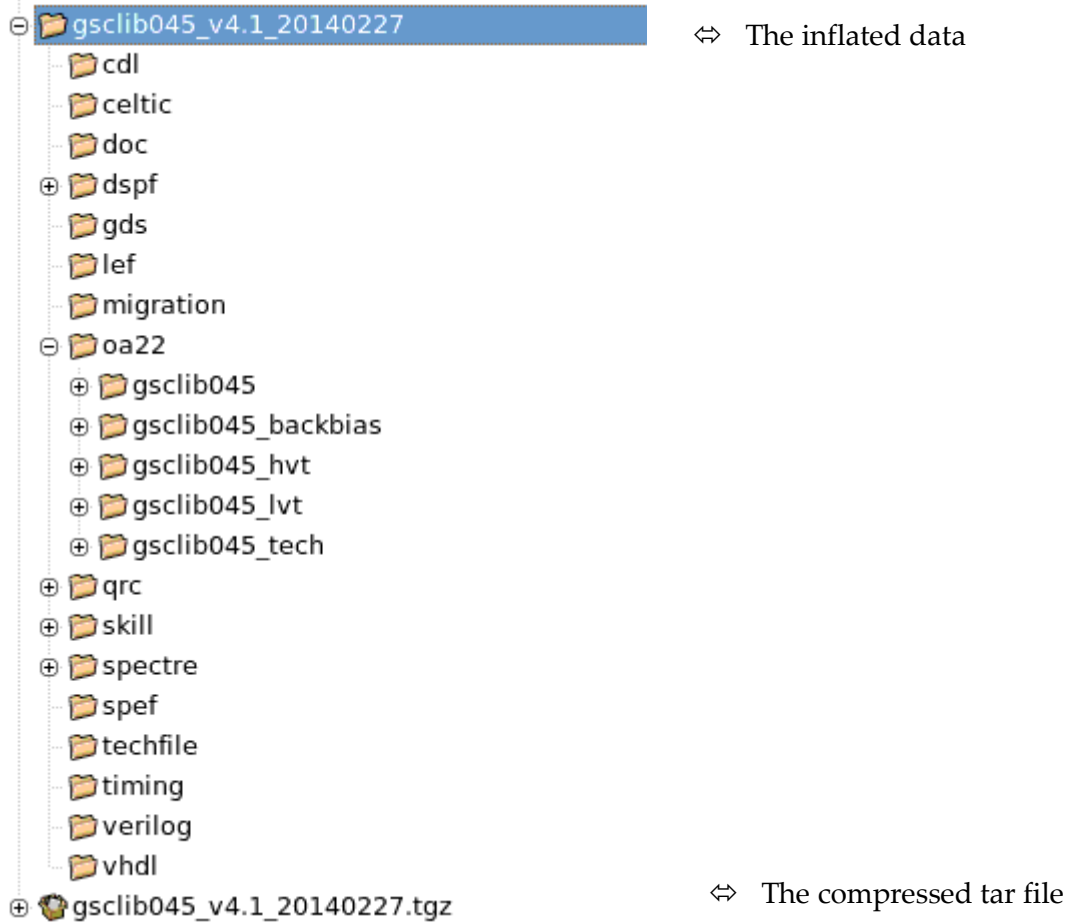 gsclib045_v4.1_20140227 ⇔ The inflated data
cdl
celtic
doc
dspf
gds
lef
migration
oa22
gsclib045
gsclib045_backbias
gsclib045_hvt
gsclib045_lvt
gsclib045_tech
qrc
skill
spectre
spef
techfile
timing
verilog
vhdl
gsclib045_v4.1_20140227.tgz ⇔ The compressed tar file